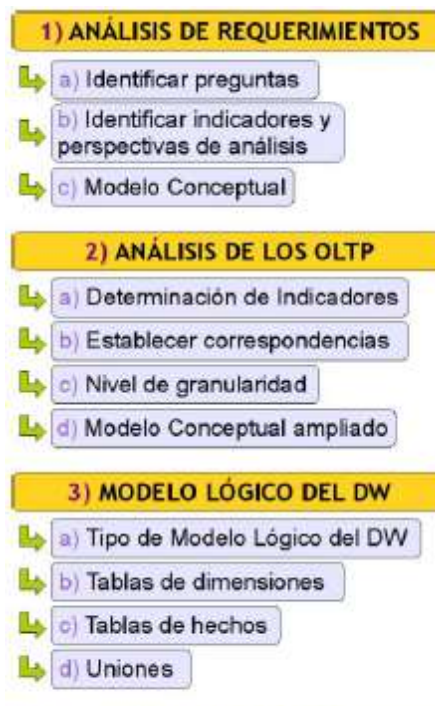 1) ANÁLISIS DE REQUERIMIENTOS
a) Identificar preguntas
b) Identificar indicadores y
perspectivas de análisis
c) Modelo Conceptual
2) ANÁLISIS DE LOS OLTP
a) Determinación de Indicadores
b) Establecer correspondencias
c) Nivel de granularidad
d) Modelo Conceptual ampliado
3) MODELO LÓGICO DEL DW
a) Tipo de Modelo Lógico del DW
b) Tablas de dimensiones
c) Tablas de hechos
d) Uniones